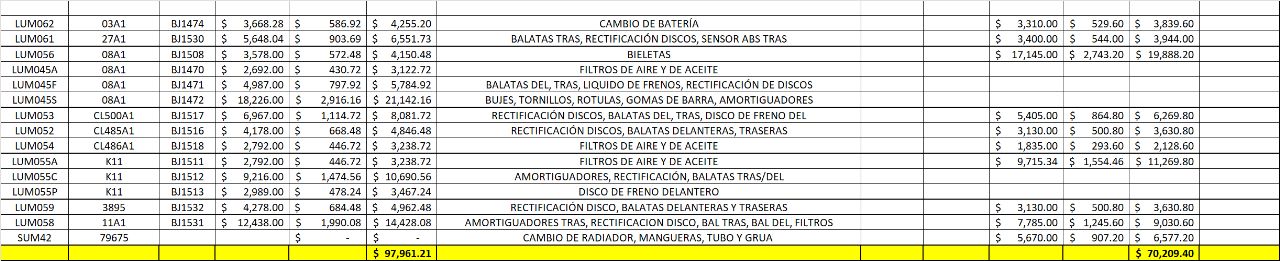 LUM062 03A1 BJ1474 $ 3,668.28 $ 586.92 $ 4,255.20 CAMBIO DE BATERÍA $ 3,310.00 $ 529.60 $ 3,839.60
LUM061 27A1 BJ1530 $ 5,648.04 $ 903.69 $ 6,551.73 BALATAS TRAS, RECTIFICACIÓN DISCOS, SENSOR ABS TRAS $ 3,400.00 $ 544.00 $ 3,944.00
LUM056 08A1 BJ1508 $ 3,578.00 $ 572.48 $ 4,150.48 BIELETAS $ 17,145.00 $ 2,743.20 $ 19,888.20
LUM045A 08A1 BJ1470 $ 2,692.00 $ 430.72 $ 3,122.72 FILTROS DE AIRE Y DE ACEITE
LUM045F 08A1 BJ1471 $ 4,987.00 $ 797.92 $ 5,784.92 BALATAS DEL, TRAS, LIQUIDO DE FRENOS, RECTIFICACIÓN DE DISCOS
LUM045S 08A1 BJ1472 $ 18,226.00 $ 2,916.16 $ 21,142.16 BUJES, TORNILLOS, ROTULAS, GOMAS DE BARRA, AMORTIGUADORES
LUM053 CL500A1 BJ1517 $ 6,967.00 $ 1,114.72 $ 8,081.72 RECTIFICACIÓN DISCOS, BALATAS DEL, TRAS, DISCO DE FRENO DEL $ 5,405.00 $ 864.80 $ 6,269.80
LUM052 CL485A1 BJ1516 $ 4,178.00 $ 668.48 $ 4,846.48 RECTIFICACIÓN DISCOS, BALATAS DELANTERAS, TRASERAS $ 3,130.00 $ 500.80 $ 3,630.80
LUM054 CL486A1 BJ1518 $ 2,792.00 $ 446.72 $ 3,238.72 FILTROS DE AIRE Y DE ACEITE $ 1,835.00 $ 293.60 $ 2,128.60
LUM055A K11 BJ1511 $ 2,792.00 $ 446.72 $ 3,238.72 FILTROS DE AIRE Y DE ACEITE $ 9,715.34 $ 1,554.46 $ 11,269.80
LUM055C K11 BJ1512 $ 9,216.00 $ 1,474.56 $ 10,690.56 AMORTIGUADORES, RECTIFICACIÓN, BALATAS TRAS/DEL
LUM055P K11 BJ1513 $ 2,989.00 $ 478.24 $ 3,467.24 DISCO DE FRENO DELANTERO
LUM059 3895 BJ1532 $ 4,278.00 $ 684.48 $ 4,962.48 RECTIFICACIÓN DISCO, BALATAS DELANTERAS Y TRASERAS $ 3,130.00 $ 500.80 $ 3,630.80
LUM058 11A1 BJ1531 $ 12,438.00 $ 1,990.08 $ 14,428.08 AMORTIGUADORES TRAS, RECTIFICACION DISCO, BAL TRAS, BAL DEL, FILTROS $ 7,785.00 $ 1,245.60 $ 9,030.60
SUM42 79675 $ - $ - CAMBIO DE RADIADOR, MANGUERAS, TUBO Y GRUA $ 5,670.00 $ 907.20 $ 6,577.20
$ 97,961.21 $ 70,209.40